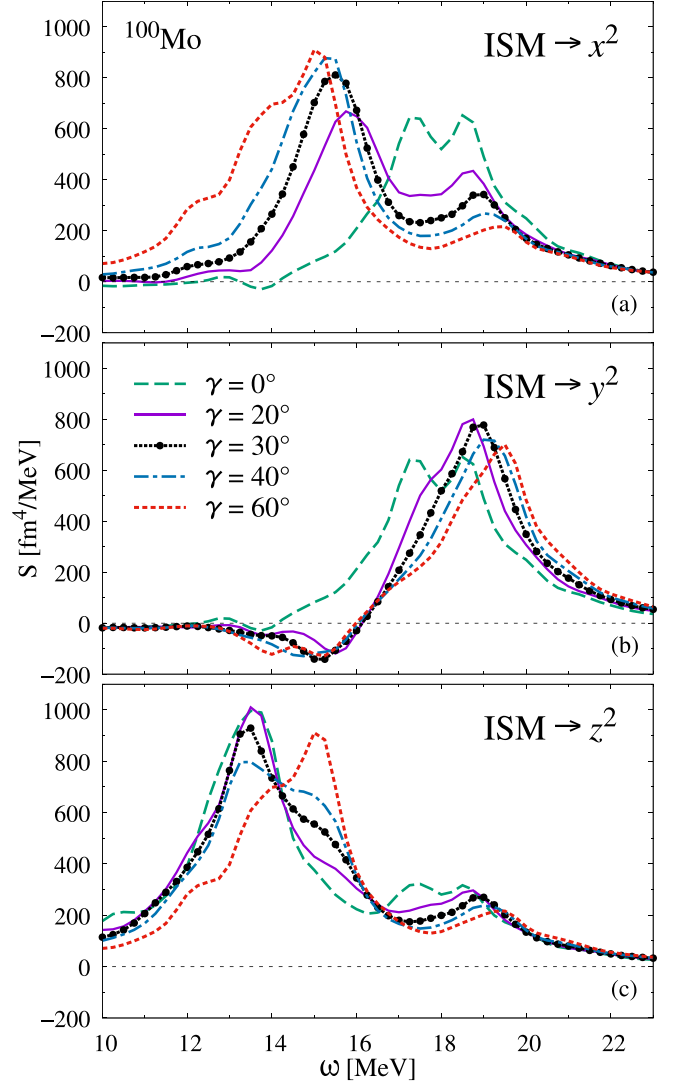 ¹⁰⁰Mo
ISM → x²
1000
800
600
400
200
0
−200
(a)
ISM → y²
1000
800
600
400
200
0
−200
γ = 0°
γ = 20°
γ = 30°
γ = 40°
γ = 60°
(b)
S [fm⁴/MeV]
ISM → z²
1000
800
600
400
200
0
−200
(c)
10 12 14 16 18 20 22
ω [MeV]